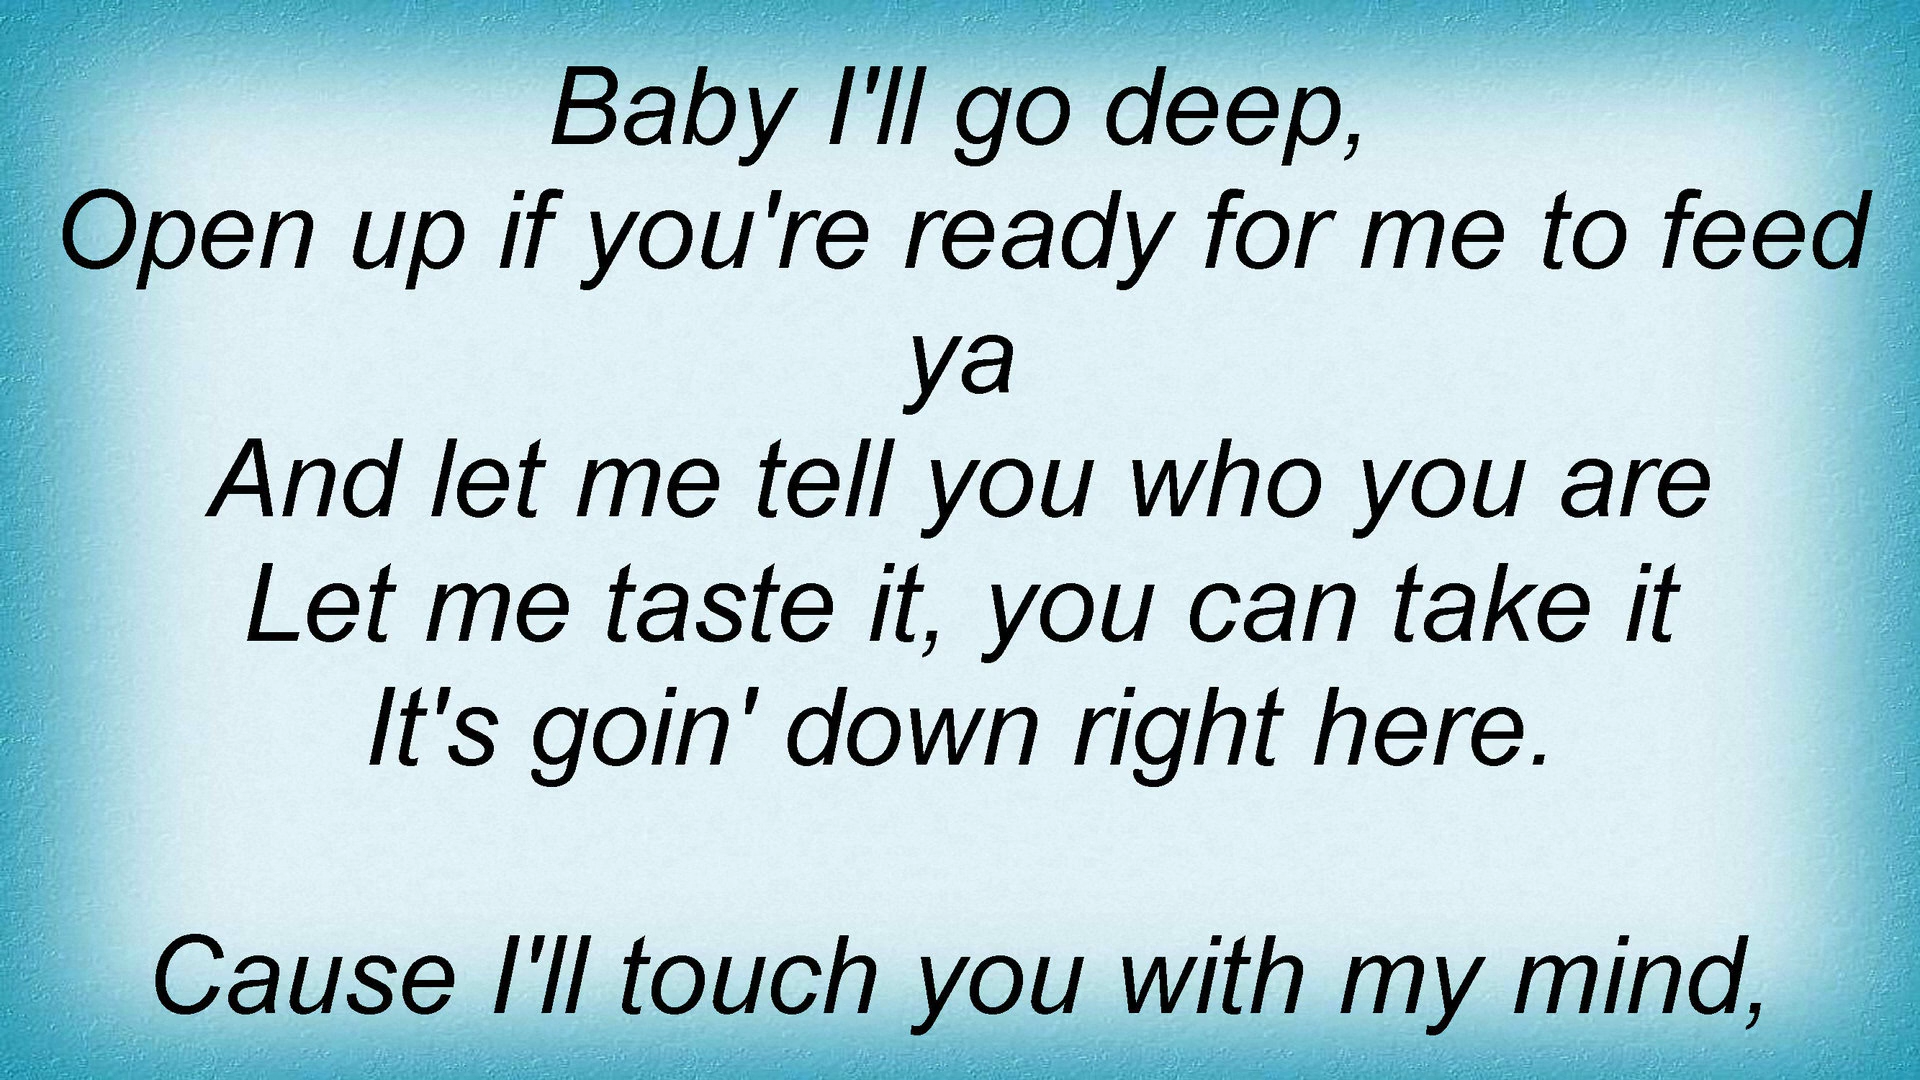 Baby I'll go deep,
Open up if you're ready for me to feed
ya
And let me tell you who you are
Let me taste it, you can take it
It's goin' down right here.
Cause I'll touch you with my mind,